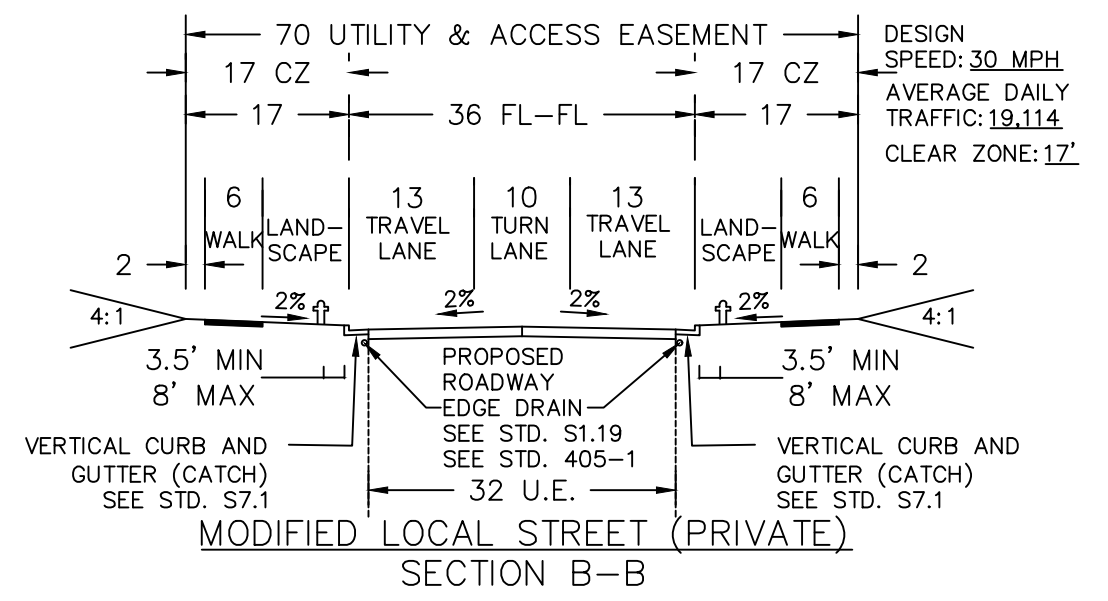 70 UTILITY & ACCESS EASEMENT
17 CZ
17 CZ
17
36 FL-FL
17
DESIGN
SPEED: 30 MPH
AVERAGE DAILY
TRAFFIC: 19,114
CLEAR ZONE: 17'
6
WALK
LAND-
SCAPE
13
TRAVEL
LANE
10
TURN
LANE
13
TRAVEL
LANE
LAND-
SCAPE
6
WALK
2
2
4:1
2%
2%
2%
2%
4:1
3.5' MIN
8' MAX
PROPOSED
ROADWAY
EDGE DRAIN
SEE STD. S1.19
SEE STD. 405-1
3.5' MIN
8' MAX
VERTICAL CURB AND
GUTTER (CATCH)
SEE STD. S7.1
32 U.E.
VERTICAL CURB AND
GUTTER (CATCH)
SEE STD. S7.1
MODIFIED LOCAL STREET (PRIVATE)
SECTION B-B